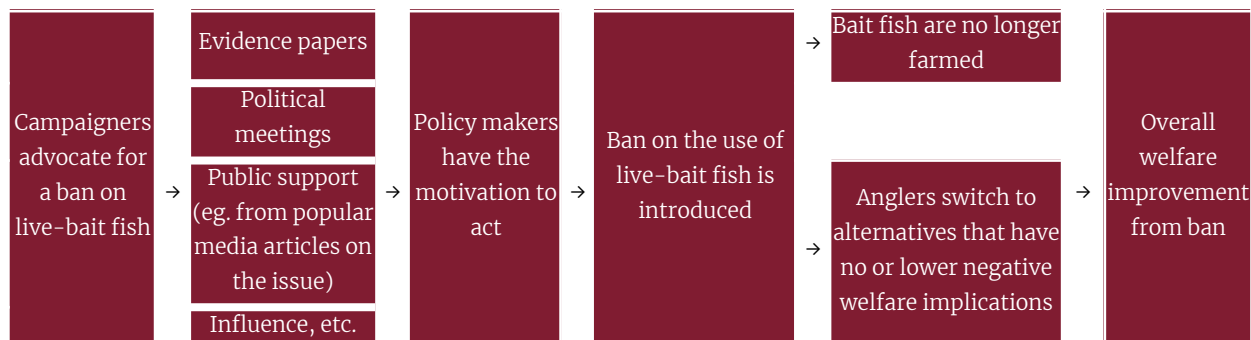 Campaigners
advocate for
a ban on
live-bait fish
→
Evidence papers
Political
meetings
Public support
(eg. from popular
media articles on
the issue)
Influence, etc.
→
Policy makers
have the
motivation to
act
→
Ban on the use of
live-bait fish is
introduced
→
Bait fish are no longer
farmed
→
Anglers switch to
alternatives that have
no or lower negative
welfare implications
→
Overall
welfare
improvement
from ban